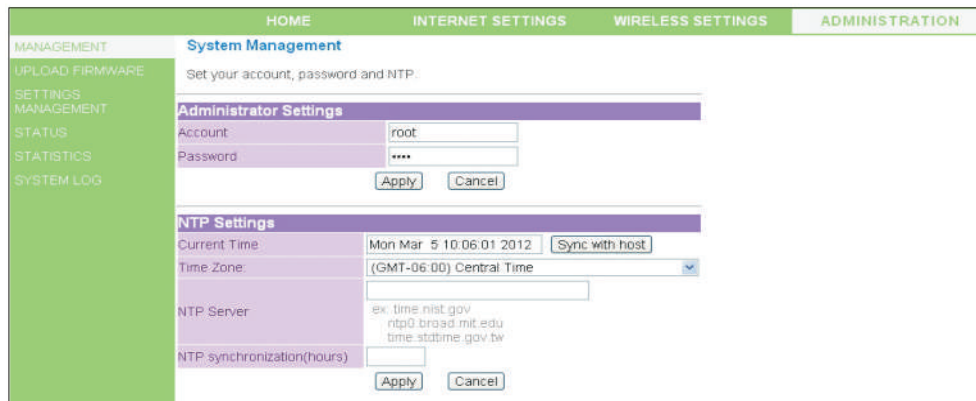 HOME INTERNET SETTINGS WIRELESS SETTINGS ADMINISTRATION
MANAGEMENT
UPLOAD FIRMWARE
SETTINGS
MANAGEMENT
STATUS
STATISTICS
SYSTEM LOG
System Management
Set your account, password and NTP.
Administrator Settings
Account root
Password ••••
Apply Cancel
NTP Settings
Current Time Mon Mar 5 10:06:01 2012 Sync with host
Time Zone: (GMT-06:00) Central Time
NTP Server
ex: time.nist.gov
ntp0.broad.mit.edu
time.stdtime.gov.tw
NTP synchronization(hours)
Apply Cancel